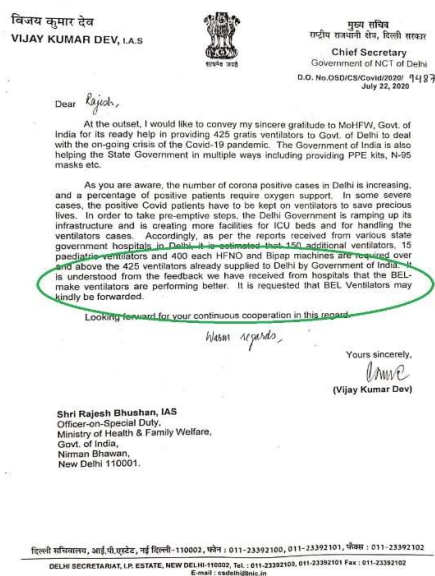 विजय कुमार देव
VIJAY KUMAR DEV, I.A.S
सत्यमेव जयते
मुख्य सचिव
राष्ट्रीय राजधानी क्षेत्र, दिल्ली सरकार
Chief Secretary
Government of NCT of Delhi
D.O. No.OSD/CS/Covid/2020/ 9487
July 22, 2020
Dear Rajesh,
At the outset, I would like to convey my sincere gratitude to MoHFW, Govt. of
India for its ready help in providing 425 gratis ventilators to Govt. of Delhi to deal
with the on-going crisis of the Covid-19 pandemic. The Government of India is also
helping the State Government in multiple ways including providing PPE kits, N-95
masks etc.
As you are aware, the number of corona positive cases in Delhi is increasing,
and a percentage of positive patients require oxygen support. In some severe
cases, the positive Covid patients have to be kept on ventilators to save precious
lives. In order to take pre-emptive steps, the Delhi Government is ramping up its
infrastructure and is creating more facilities for ICU beds and for handling the
ventilators cases. Accordingly, as per the reports received from various state
government hospitals in Delhi, it is estimated that 150 additional ventilators, 15
paediatric ventilators and 400 each HFNO and Bipap machines are required over
and above the 425 ventilators already supplied to Delhi by Government of India. It
is understood from the feedback we have received from hospitals that the BEL-
make ventilators are performing better. It is requested that BEL Ventilators may
kindly be forwarded.
Looking forward for your continuous cooperation in this regard.
Warm regards,
Yours sincerely,
(Vijay Kumar Dev)
Shri Rajesh Bhushan, IAS
Officer-on-Special Duty,
Ministry of Health & Family Welfare,
Govt. of India,
Nirman Bhawan,
New Delhi 110001.
दिल्ली सचिवालय, आई.पी.एस्टेट, नई दिल्ली-110002, फोन : 011-23392100, 011-23392101, फैक्स : 011-23392102
DELHI SECRETARIAT, I.P. ESTATE, NEW DELHI-110002, Tel. : 011-23392100, 011-23392101 Fax : 011-23392102
E-mail : csdelhi@nic.in